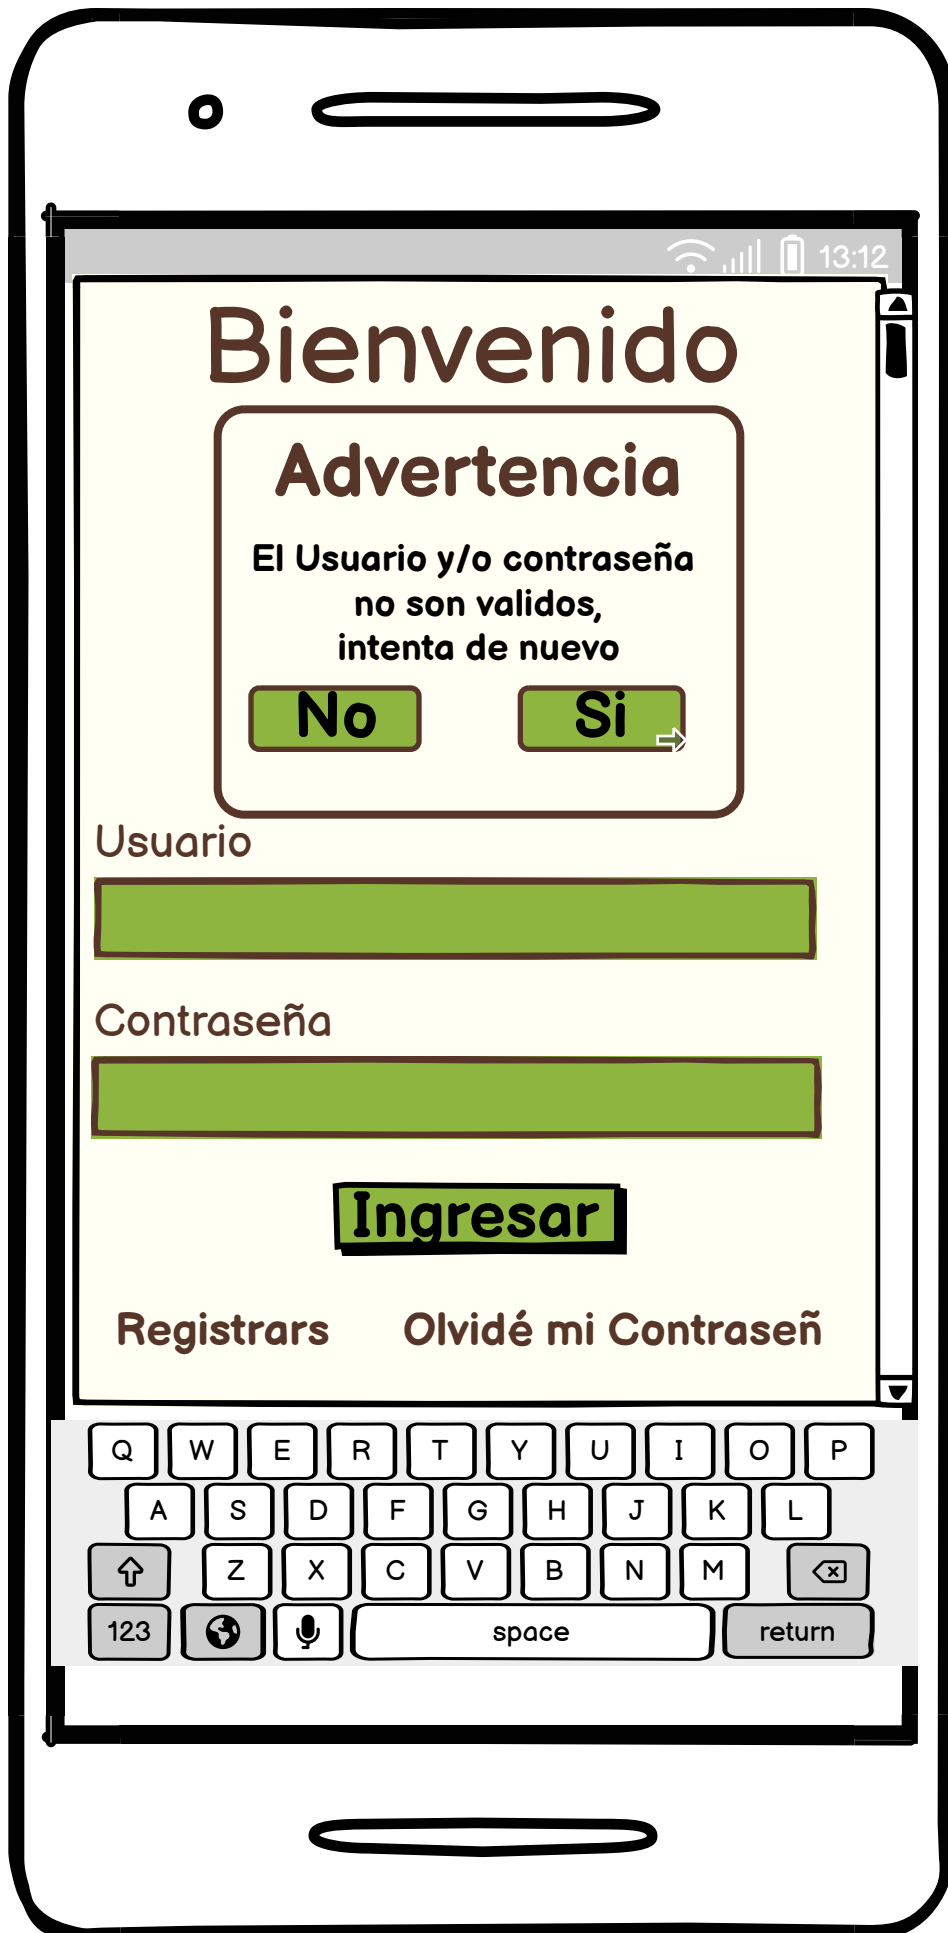 13:12
Bienvenido
Advertencia
El Usuario y/o contraseña
no son validos,
intenta de nuevo
No Si
Usuario
Contraseña
Ingresar
Registrars Olvidé mi Contraseñ
Q W E R T Y U I O P
A S D F G H J K L
Z X C V B N M
123 space return